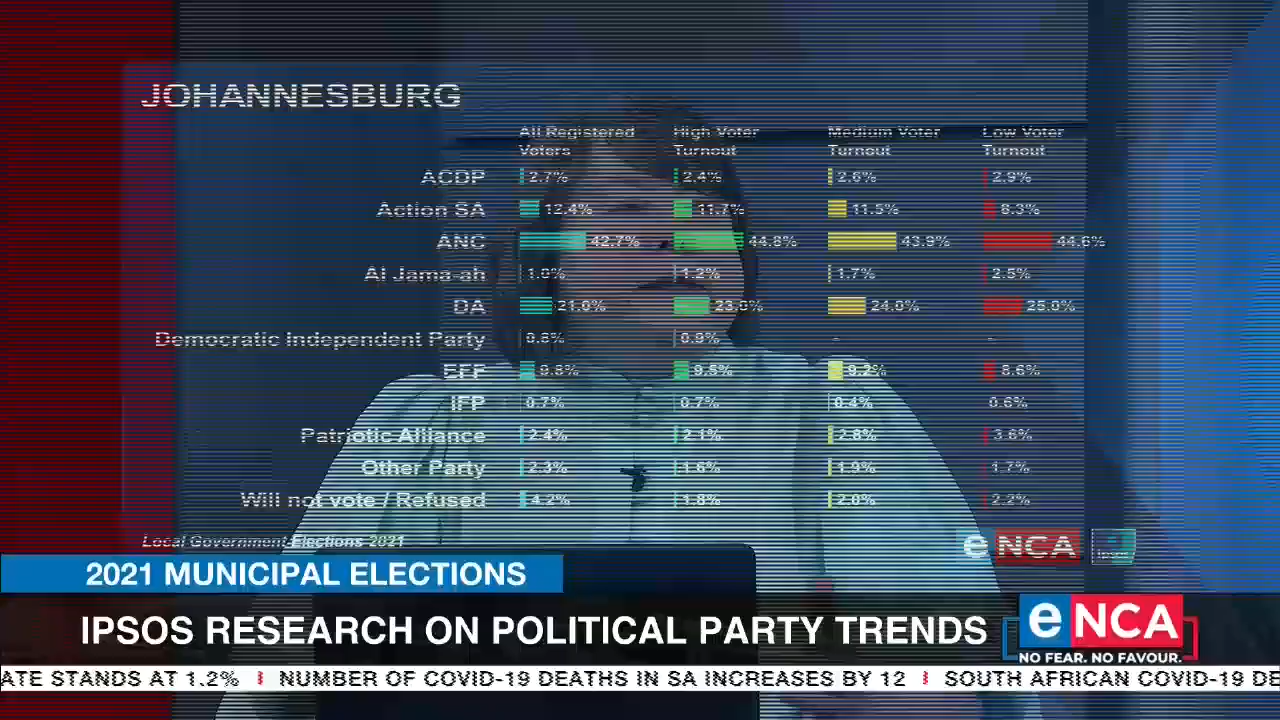 JOHANNESBURG
All Registered Voters High Voter Turnout Medium Voter Turnout Low Voter Turnout
ACDP 2.7% 2.4% 2.9%
Action SA 12.4% 11.7% 11.5% 8.3%
ANC 42.7% 44.8% 43.9% 44.6%
Al Jama-ah 1.2% 1.7% 2.5%
DA 21.0% 23.0% 24.0% 25.0%
Democratic Independent Party 0.9% - -
EFF 9.8% 9.5% 9.2% 8.6%
IFP 0.7% 0.7% 0.4% 0.6%
Patriotic Alliance 2.4% 2.1% 2.8% 3.6%
Other Party 2.3% 1.6% 1.9% 1.7%
Will not vote / Refused 4.2% 1.8% 2.0% 2.2%
Local Government Elections 2021
eNCA Ipsos
2021 MUNICIPAL ELECTIONS
IPSOS RESEARCH ON POLITICAL PARTY TRENDS
eNCA
NO FEAR. NO FAVOUR.
ATE STANDS AT 1.2% NUMBER OF COVID-19 DEATHS IN SA INCREASES BY 12 SOUTH AFRICAN COVID-19 DE